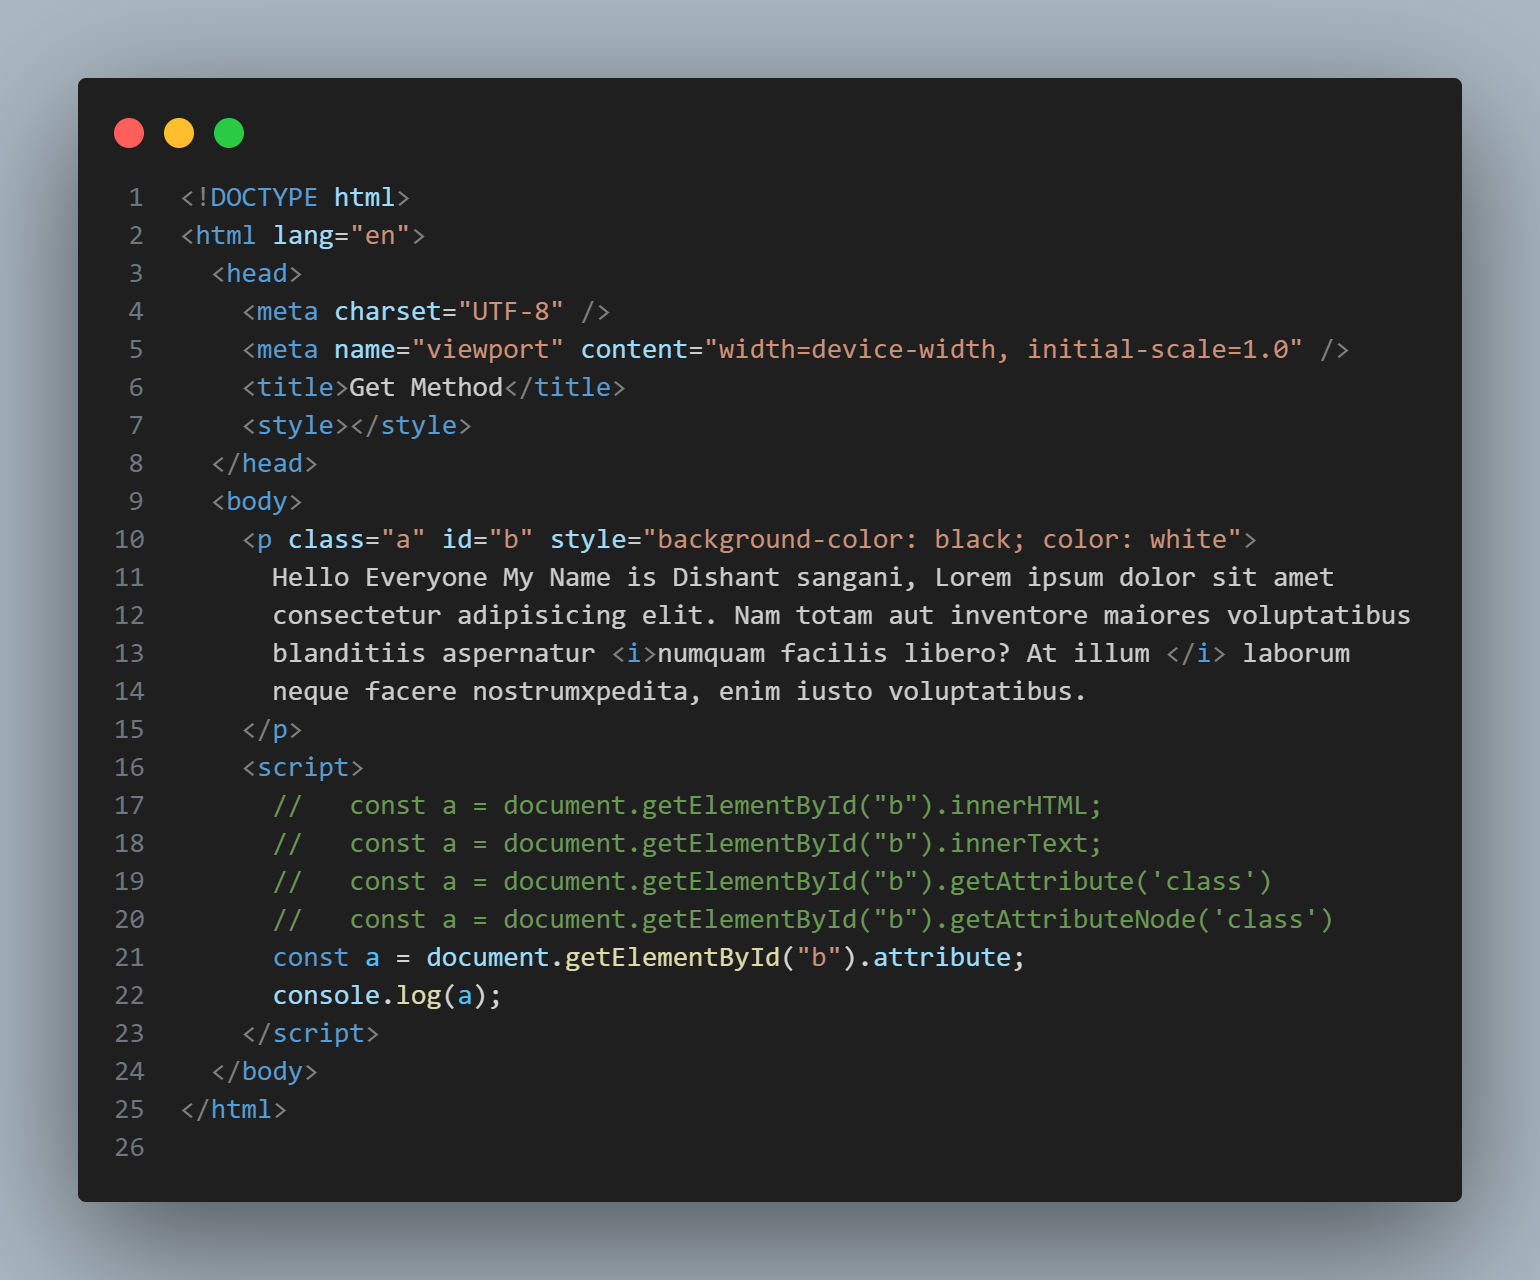 1 <!DOCTYPE html>
2 <html lang="en">
3   <head>
4     <meta charset="UTF-8" />
5     <meta name="viewport" content="width=device-width, initial-scale=1.0" />
6     <title>Get Method</title>
7     <style></style>
8   </head>
9   <body>
10     <p class="a" id="b" style="background-color: black; color: white">
11       Hello Everyone My Name is Dishant sangani, Lorem ipsum dolor sit amet
12       consectetur adipisicing elit. Nam totam aut inventore maiores voluptatibus
13       blanditiis aspernatur <i>numquam facilis libero? At illum </i> laborum
14       neque facere nostrumxpedita, enim iusto voluptatibus.
15     </p>
16     <script>
17       //   const a = document.getElementById("b").innerHTML;
18       //   const a = document.getElementById("b").innerText;
19       //   const a = document.getElementById("b").getAttribute('class')
20       //   const a = document.getElementById("b").getAttributeNode('class')
21       const a = document.getElementById("b").attribute;
22       console.log(a);
23     </script>
24   </body>
25 </html>
26